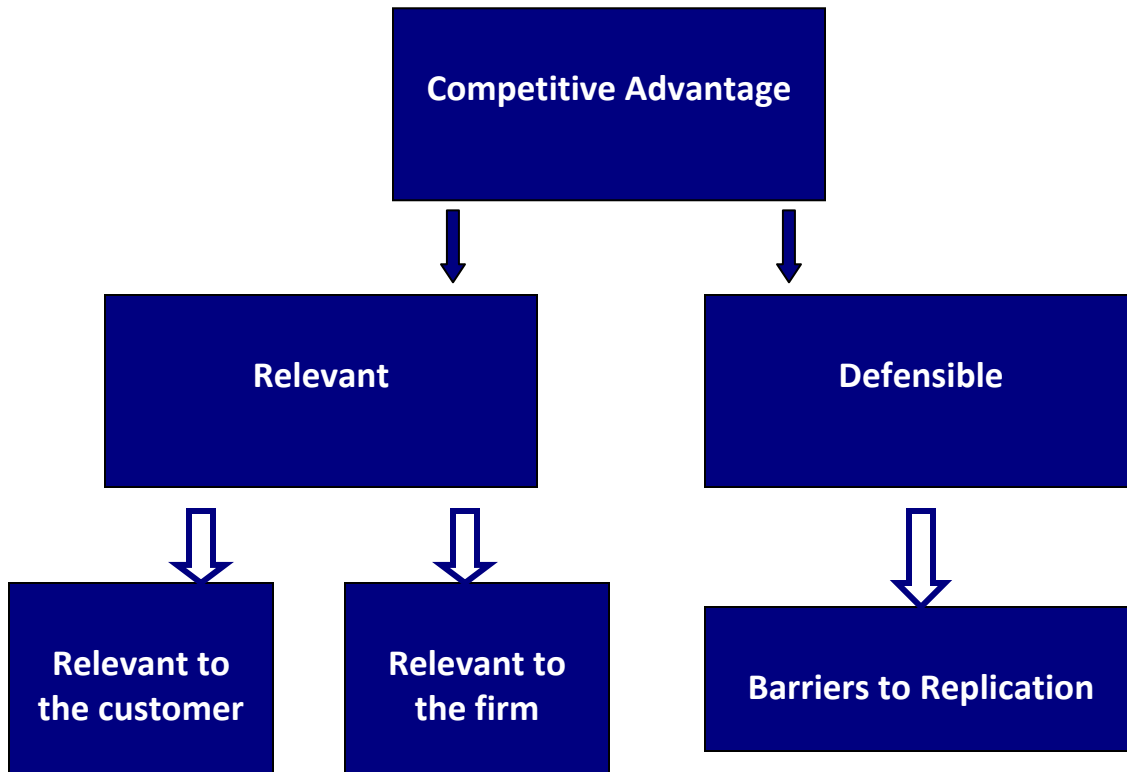 Competitive Advantage
Relevant
Defensible
Relevant to
the customer
Relevant to
the firm
Barriers to Replication